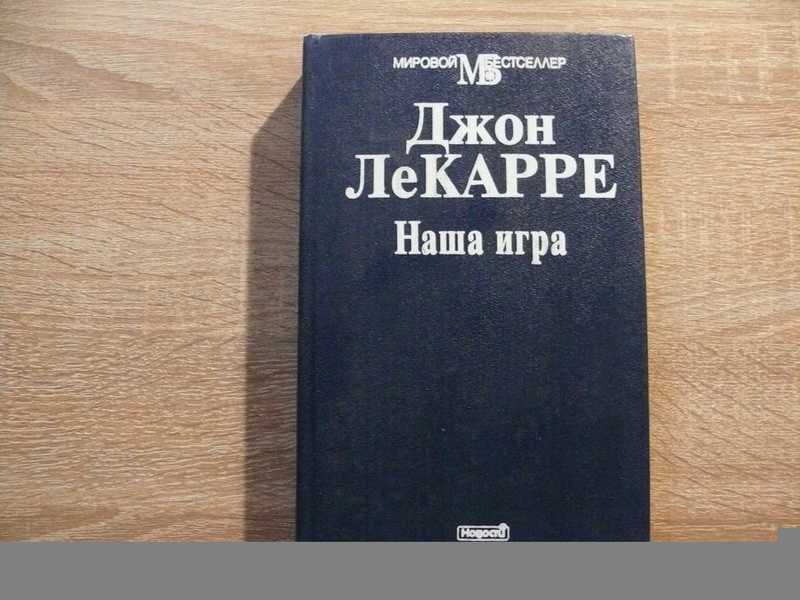 МИРОВОЙ МБ БЕСТСЕЛЛЕР
Джон
ЛеКАРРЕ
Наша игра
Новости